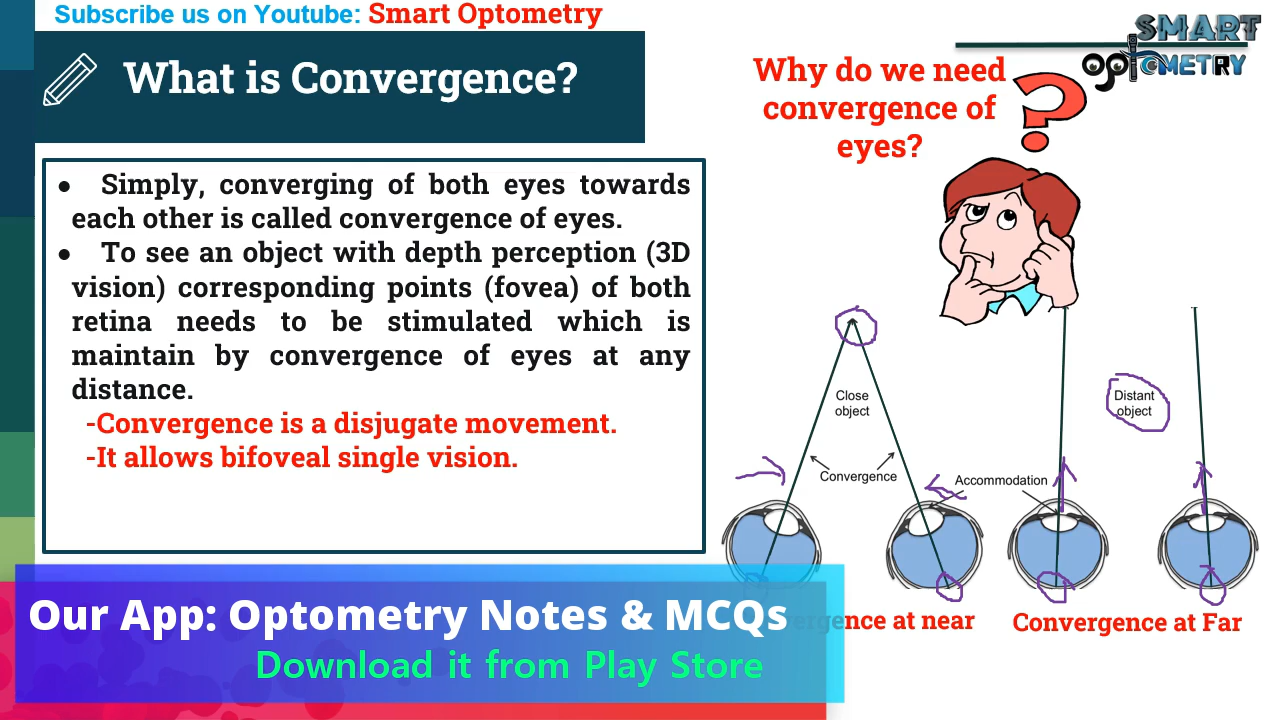 Subscribe us on Youtube: Smart Optometry
What is Convergence?
SMART
OPTOMETRY
Why do we need
convergence of
eyes?
?
● Simply, converging of both eyes towards
each other is called convergence of eyes.
● To see an object with depth perception (3D
vision) corresponding points (fovea) of both
retina needs to be stimulated which is
maintain by convergence of eyes at any
distance.
-Convergence is a disjugate movement.
-It allows bifoveal single vision.
Close
object
Distant
object
Convergence
Accommodation
at near
Convergence at Far
Our App: Optometry Notes & MCQs
Download it from Play Store